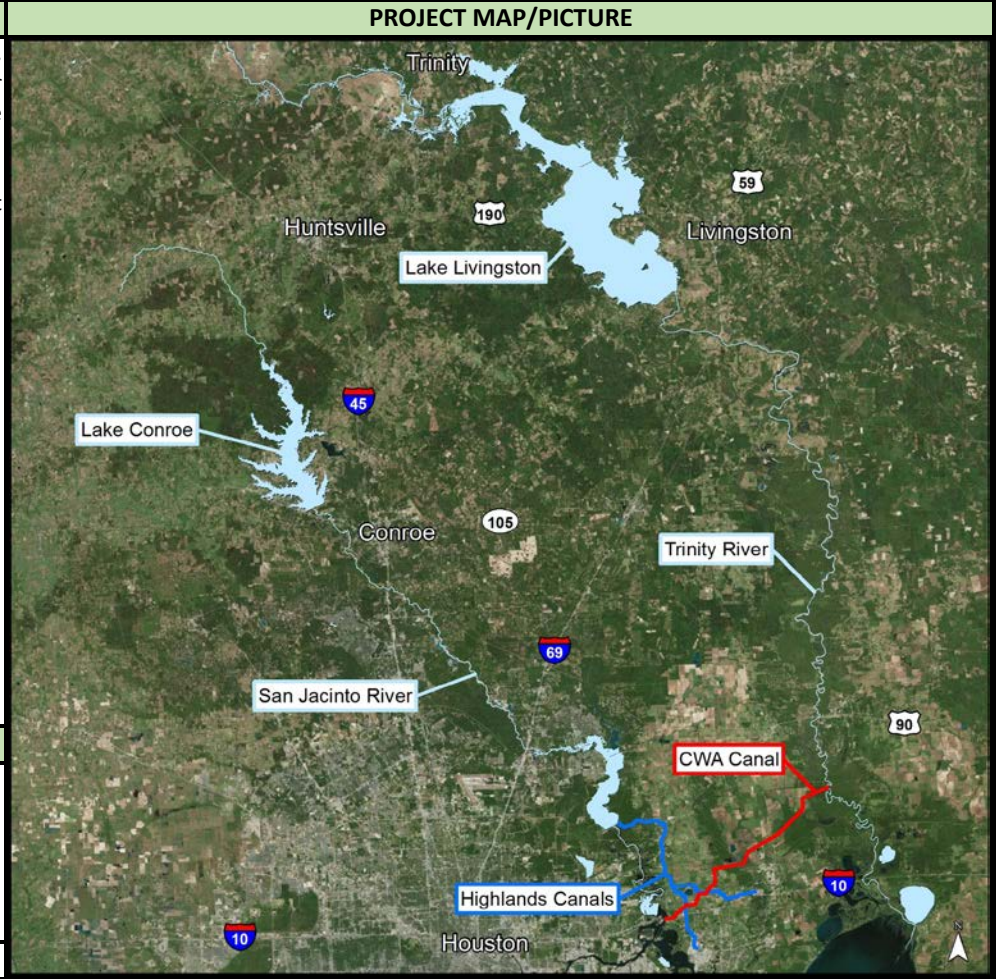 PROJECT MAP/PICTURE
Trinity
59
190
Huntsville
Livingston
Lake Livingston
45
Lake Conroe
105
Conroe
Trinity River
69
San Jacinto River
90
CWA Canal
10
Highlands Canals
10
Houston
N